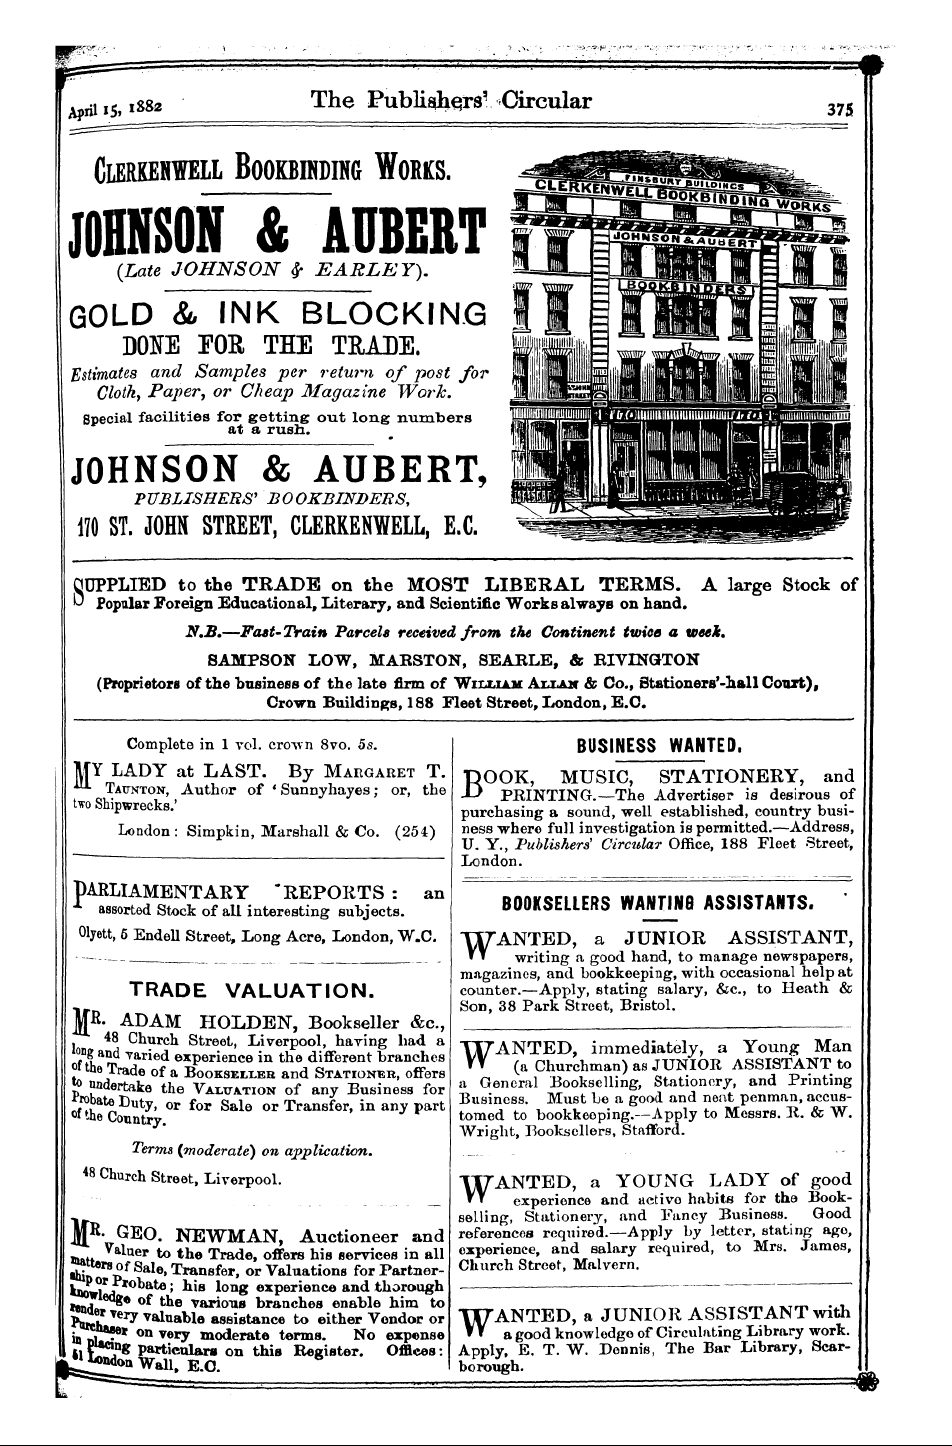 April 15, 1882 The Publishers' Circular 375
CLERKENWELL BOOKBINDING WORKS.
JOHNSON & AUBERT
(Late JOHNSON & EARLEY).
GOLD & INK BLOCKING
DONE FOR THE TRADE.
Estimates and Samples per return of post for
Cloth, Paper, or Cheap Magazine Work.
Special facilities for getting out long numbers
at a rush.
JOHNSON & AUBERT,
PUBLISHERS' BOOKBINDERS,
170 ST. JOHN STREET, CLERKENWELL, E.C.
FINSBURY BUILDINGS
CLERKENWELL BOOKBINDING WORKS
JOHNSON & AUBERT
BOOKBINDERS
170 170
SUPPLIED to the TRADE on the MOST LIBERAL TERMS. A large Stock of
Popular Foreign Educational, Literary, and Scientific Works always on hand.
N.B.—Fast-Train Parcels received from the Continent twice a week.
SAMPSON LOW, MARSTON, SEARLE, & RIVINGTON
(Proprietors of the business of the late firm of WILLIAM ALLAN & Co., Stationers'-hall Court),
Crown Buildings, 188 Fleet Street, London, E.C.
Complete in 1 vol. crown 8vo. 5s.
MY LADY at LAST. By MARGARET T.
TAUNTON, Author of 'Sunnyhayes; or, the
two Shipwrecks.'
London: Simpkin, Marshall & Co. (254)
PARLIAMENTARY REPORTS: an
assorted Stock of all interesting subjects.
Olyett, 5 Endell Street, Long Acre, London, W.C.
TRADE VALUATION.
MR. ADAM HOLDEN, Bookseller &c.,
48 Church Street, Liverpool, having had a
long and varied experience in the different branches
of the Trade of a BOOKSELLER and STATIONER, offers
to undertake the VALUATION of any Business for
Probate Duty, or for Sale or Transfer, in any part
of the Country.
Terms (moderate) on application.
48 Church Street, Liverpool.
MR. GEO. NEWMAN, Auctioneer and
Valuer to the Trade, offers his services in all
matters of Sale, Transfer, or Valuations for Partner-
ship or Probate; his long experience and thorough
knowledge of the various branches enable him to
render very valuable assistance to either Vendor or
Purchaser on very moderate terms. No expense
in placing particulars on this Register. Offices:
51 London Wall, E.C.
BUSINESS WANTED.
BOOK, MUSIC, STATIONERY, and
PRINTING.—The Advertiser is desirous of
purchasing a sound, well established, country busi-
ness where full investigation is permitted.—Address,
U. Y., Publishers' Circular Office, 188 Fleet Street,
London.
BOOKSELLERS WANTING ASSISTANTS.
WANTED, a JUNIOR ASSISTANT,
writing a good hand, to manage newspapers,
magazines, and bookkeeping, with occasional help at
counter.—Apply, stating salary, &c., to Heath &
Son, 38 Park Street, Bristol.
WANTED, immediately, a Young Man
(a Churchman) as JUNIOR ASSISTANT to
a General Bookselling, Stationery, and Printing
Business. Must be a good and neat penman, accus-
tomed to bookkeeping.—Apply to Messrs. R. & W.
Wright, Booksellers, Stafford.
WANTED, a YOUNG LADY of good
experience and active habits for the Book-
selling, Stationery, and Fancy Business. Good
references required.—Apply by letter, stating age,
experience, and salary required, to Mrs. James,
Church Street, Malvern.
WANTED, a JUNIOR ASSISTANT with
a good knowledge of Circulating Library work.
Apply, E. T. W. Dennis, The Bar Library, Scar-
borough.